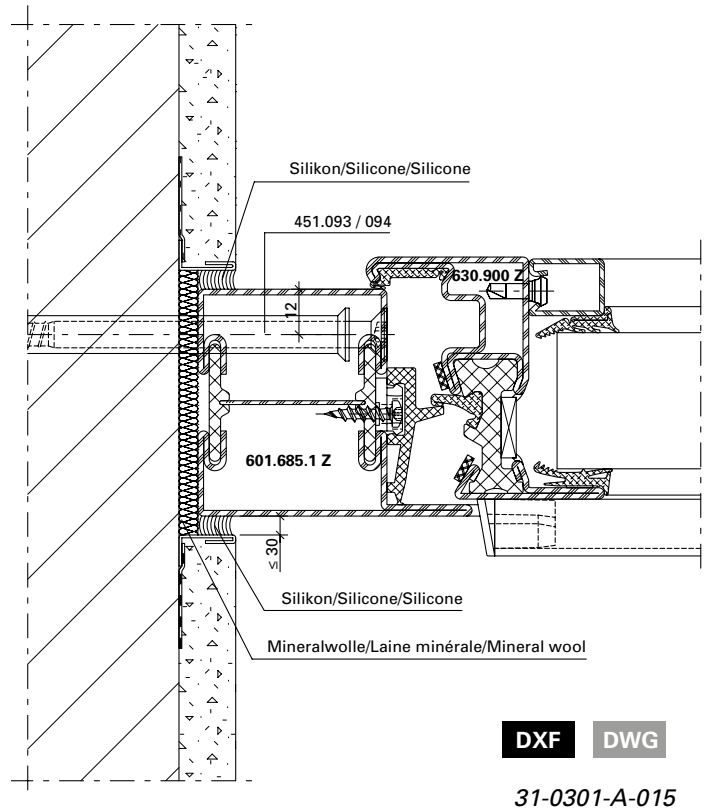 Silikon/Silicone/Silicone
451.093 / 094
630.900 Z
12
601.685.1 Z
≤ 30
Silikon/Silicone/Silicone
Mineralwolle/Laine minérale/Mineral wool
DXF DWG
31-0301-A-015